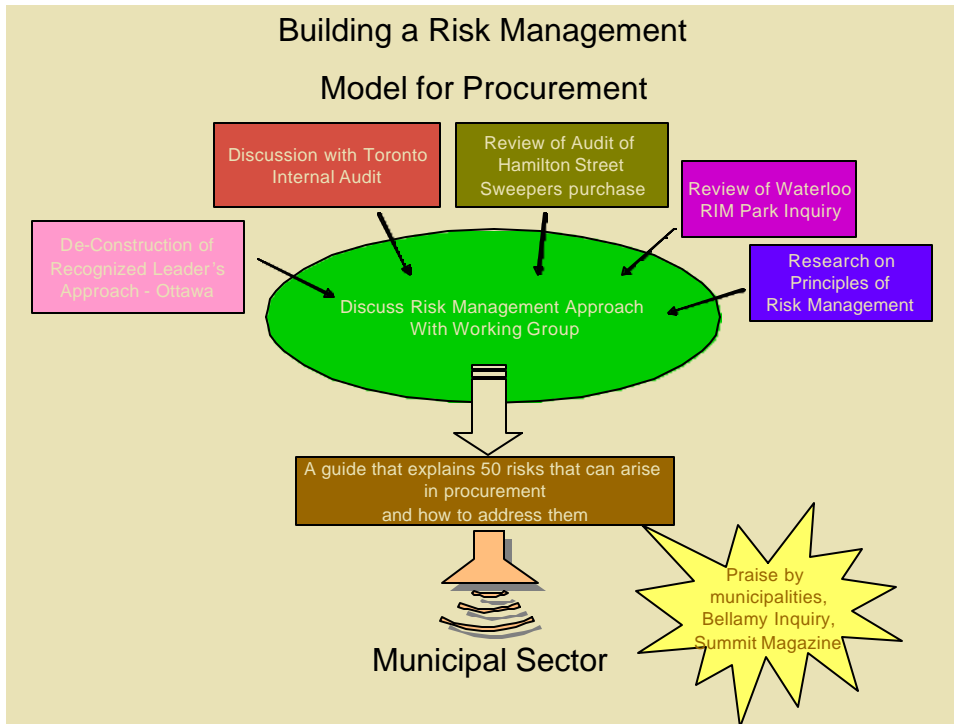 Building a Risk Management
Model for Procurement
Discussion with Toronto
Internal Audit
Review of Audit of
Hamilton Street
Sweepers purchase
Review of Waterloo
RIM Park Inquiry
De-Construction of
Recognized Leader's
Approach - Ottawa
Research on
Principles of
Risk Management
Discuss Risk Management Approach
With Working Group
A guide that explains 50 risks that can arise
in procurement
and how to address them
Praise by
municipalities,
Bellamy Inquiry,
Summit Magazine
Municipal Sector